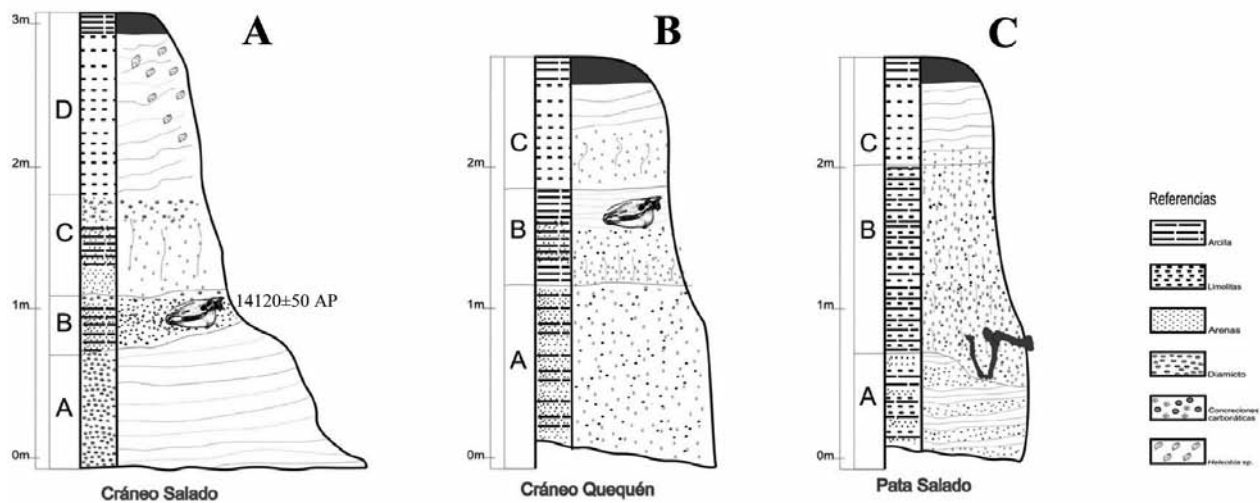 A
3m
D
2m
C
1m
14120±50 AP
B
A
0m
Cráneo Salado
B
C
2m
B
1m
A
0m
Cráneo Quequén
C
C
2m
B
1m
A
0m
Pata Salado
Referencias
Arcilla
Limolitas
Arenas
Diamicto
Concreciones carbonáticas
Heleobia sp.